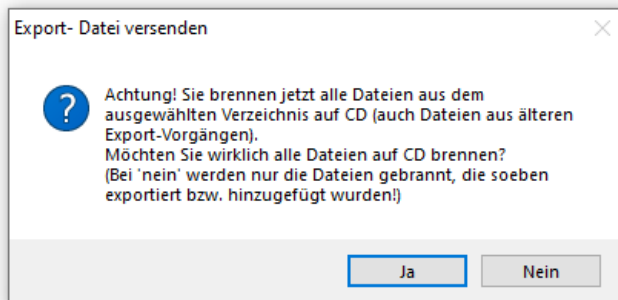 Export- Datei versenden
Achtung! Sie brennen jetzt alle Dateien aus dem
ausgewählten Verzeichnis auf CD (auch Dateien aus älteren
Export-Vorgängen).
Möchten Sie wirklich alle Dateien auf CD brennen?
(Bei 'nein' werden nur die Dateien gebrannt, die soeben
exportiert bzw. hinzugefügt wurden!)
Ja
Nein